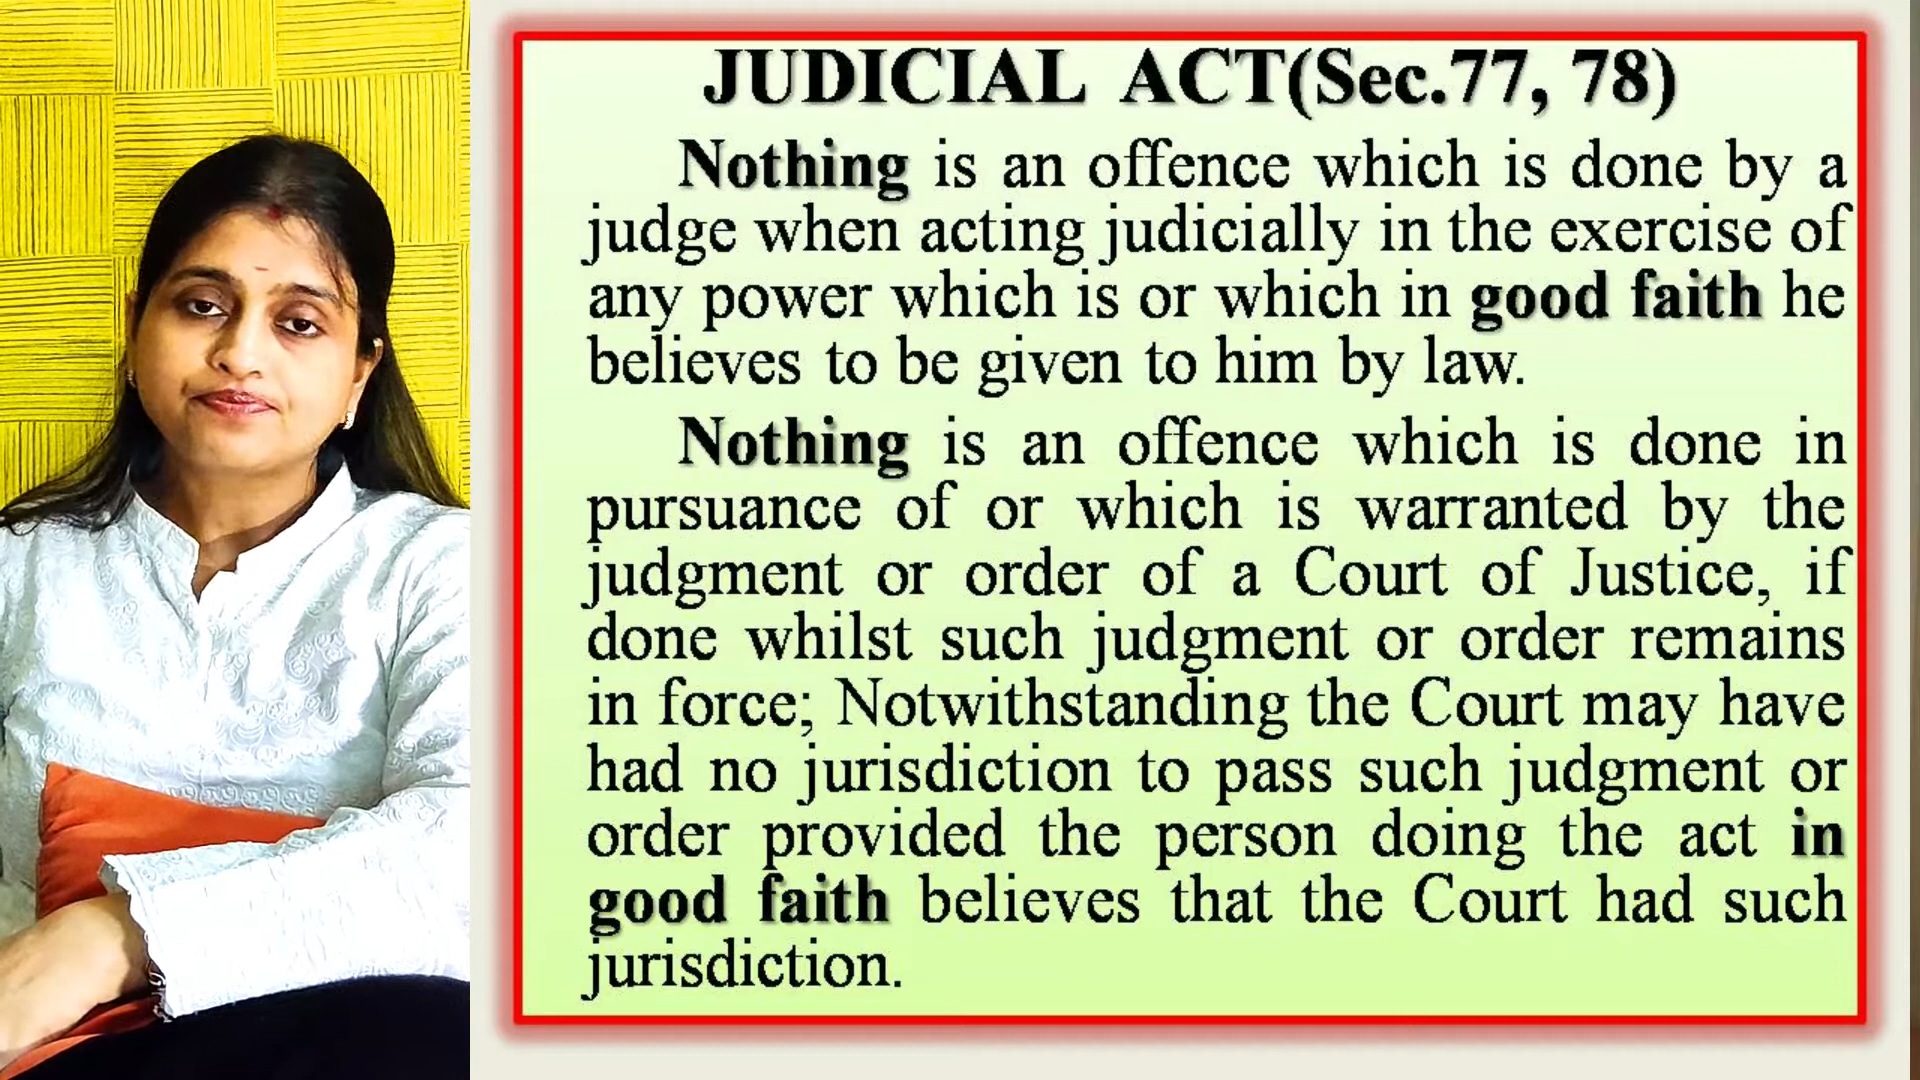 JUDICIAL ACT(Sec.77, 78)
Nothing is an offence which is done by a
judge when acting judicially in the exercise of
any power which is or which in good faith he
believes to be given to him by law.
Nothing is an offence which is done in
pursuance of or which is warranted by the
judgment or order of a Court of Justice, if
done whilst such judgment or order remains
in force; Notwithstanding the Court may have
had no jurisdiction to pass such judgment or
order provided the person doing the act in
good faith believes that the Court had such
jurisdiction.